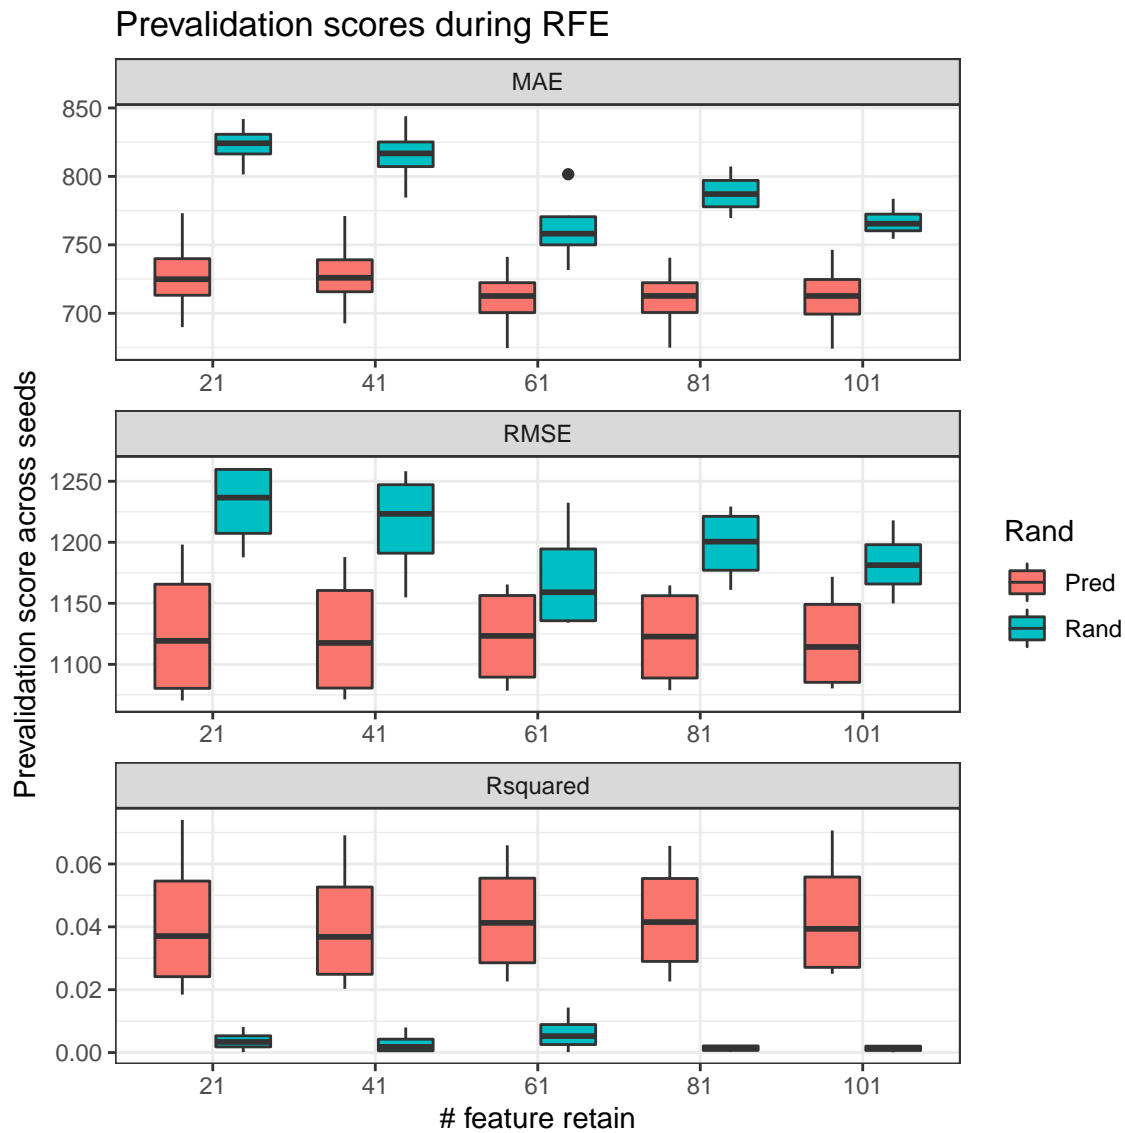 Prevalidation scores during RFE
MAE
850
800
750
700
21 41 61 81 101
RMSE
1250
1200
1150
1100
21 41 61 81 101
Rsquared
0.06
0.04
0.02
0.00
21 41 61 81 101
# feature retain
Prevalidation score across seeds
Rand
Pred
Rand